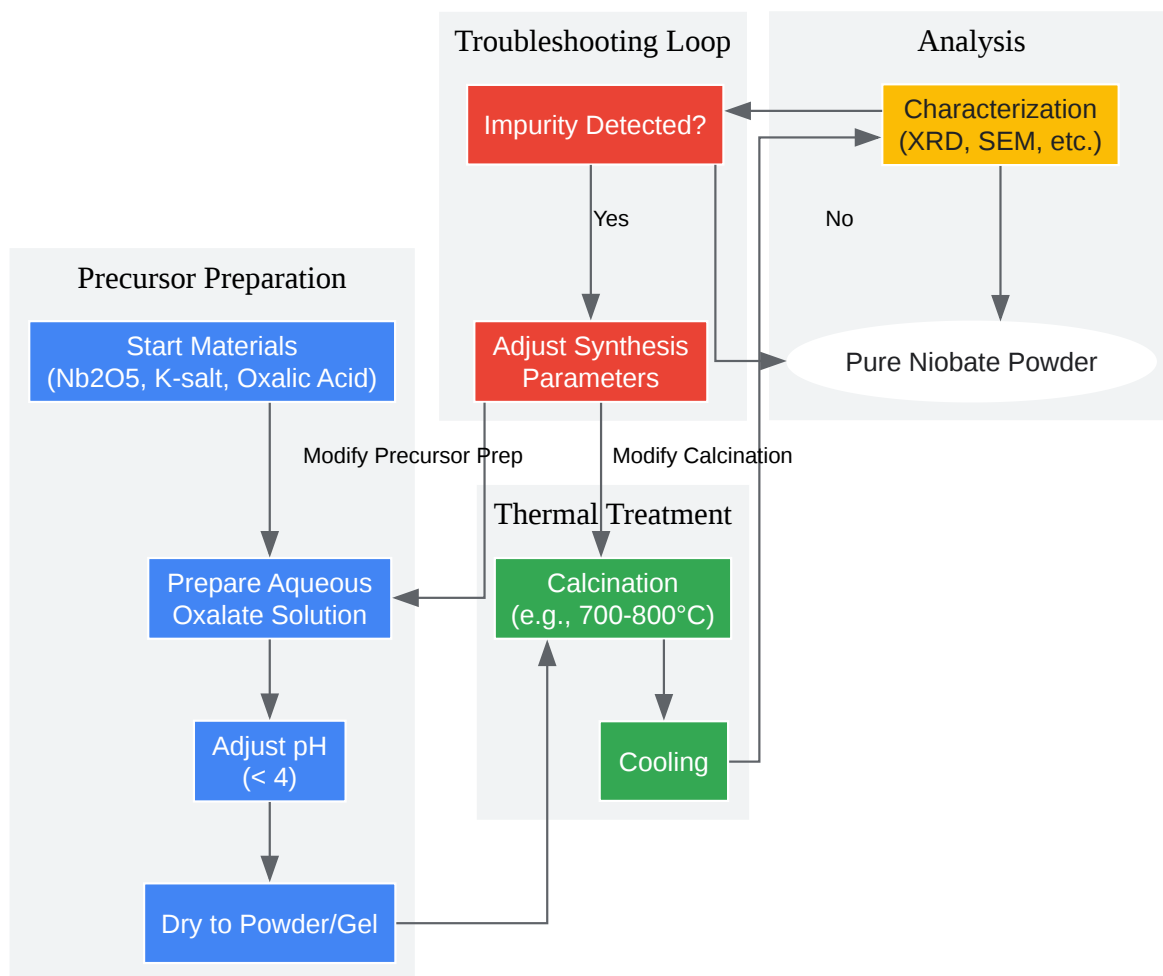 Troubleshooting Loop
Analysis
Impurity Detected?
Characterization
(XRD, SEM, etc.)
Yes
No
Precursor Preparation
Start Materials
(Nb2O5, K-salt, Oxalic Acid)
Adjust Synthesis
Parameters
Pure Niobate Powder
Modify Precursor Prep
Modify Calcination
Thermal Treatment
Prepare Aqueous
Oxalate Solution
Calcination
(e.g., 700-800°C)
Adjust pH
(< 4)
Cooling
Dry to Powder/Gel